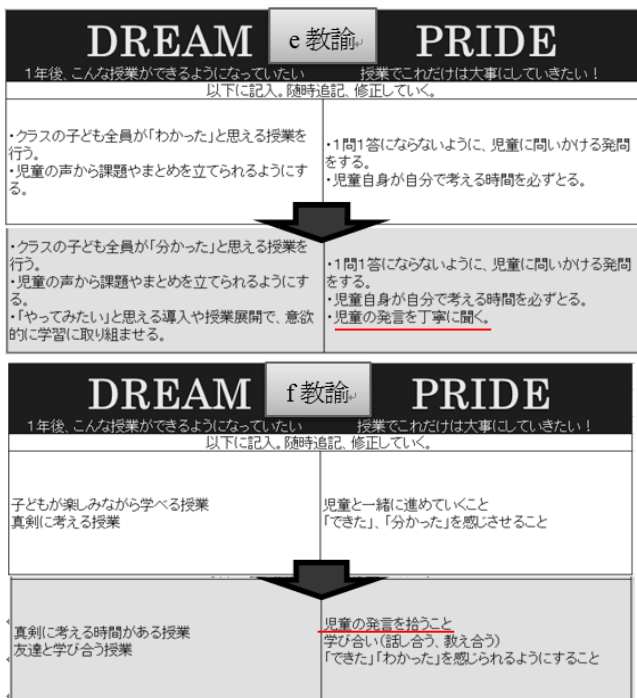 DREAM e 教諭 PRIDE
1年後、こんな授業ができるようになっていたい 授業でこれだけは大事にしていきたい！
以下に記入。随時追記、修正していく。
・クラスの子ども全員が「わかった」と思える授業を
行う。
・児童の声から課題やまとめを立てられるようにす
る。
・1問1答にならないように、児童に問いかける発問
をする。
・児童自身が自分で考える時間を必ずとる。
・クラスの子ども全員が「分かった」と思える授業を
行う。
・児童の声から課題やまとめを立てられるようにす
る。
・「やってみたい」と思える導入や授業展開で、意欲
的に学習に取り組ませる。
・1問1答にならないように、児童に問いかける発問
をする。
・児童自身が自分で考える時間を必ずとる。
・児童の発言を丁寧に聞く。
DREAM f 教諭 PRIDE
1年後、こんな授業ができるようになっていたい 授業でこれだけは大事にしていきたい！
以下に記入。随時追記、修正していく。
子どもが楽しみながら学べる授業
真剣に考える授業
児童と一緒に進めていくこと
「できた」、「分かった」を感じさせること
真剣に考える時間がある授業
友達と学び合う授業
児童の発言を拾うこと
学び合い（話し合う、教え合う）
「できた」「わかった」を感じられるようにすること